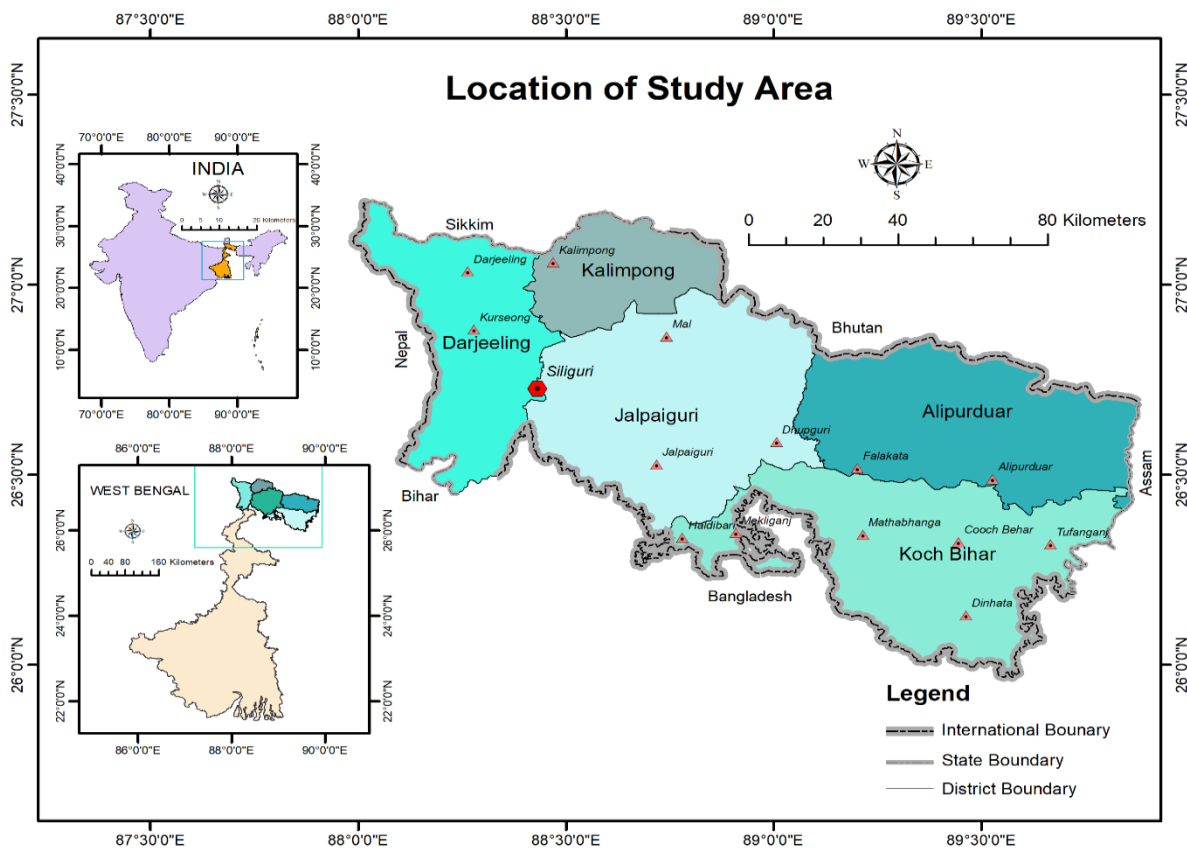 87°30'0"E 88°0'0"E 88°30'0"E 89°0'0"E 89°30'0"E
Location of Study Area
27°30'0"N
27°0'0"N
26°30'0"N
26°0'0"N
27°30'0"N
27°0'0"N
26°30'0"N
26°0'0"N
N
W E
S
0 20 40 80 Kilometers
70°0'0"E 80°0'0"E 90°0'0"E
INDIA
N
W E
S
0 5 10 20 Kilometers
40°0'0"N
30°0'0"N
20°0'0"N
10°0'0"N
40°0'0"N
30°0'0"N
20°0'0"N
10°0'0"N
70°0'0"E 80°0'0"E 90°0'0"E
86°0'0"E 88°0'0"E 90°0'0"E
WEST BENGAL
0 40 80 160 Kilometers
26°0'0"N
24°0'0"N
22°0'0"N
26°0'0"N
24°0'0"N
22°0'0"N
86°0'0"E 88°0'0"E 90°0'0"E
Sikkim
Nepal
Bihar
Bhutan
Assam
Bangladesh
Darjeeling
Kalimpong
Kalimpong
Kurseong
Darjeeling
Mal
Siliguri
Jalpaiguri
Jalpaiguri
Dhupguri
Alipurduar
Falakata
Alipurduar
Haldibari
Mekliganj
Mathabhanga
Cooch Behar
Tufanganj
Koch Bihar
Dinhata
Legend
International Bounary
State Boundary
District Boundary
87°30'0"E 88°0'0"E 88°30'0"E 89°0'0"E 89°30'0"E